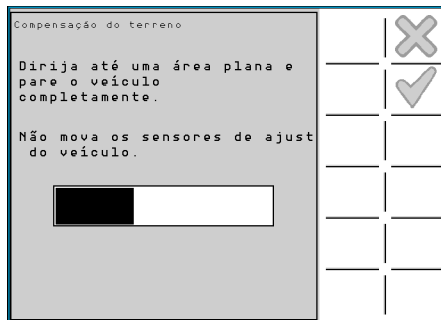 Compensação do terreno
Dirija até uma área plana e
pare o veículo
completamente.
Não mova os sensores de ajust
do veículo.